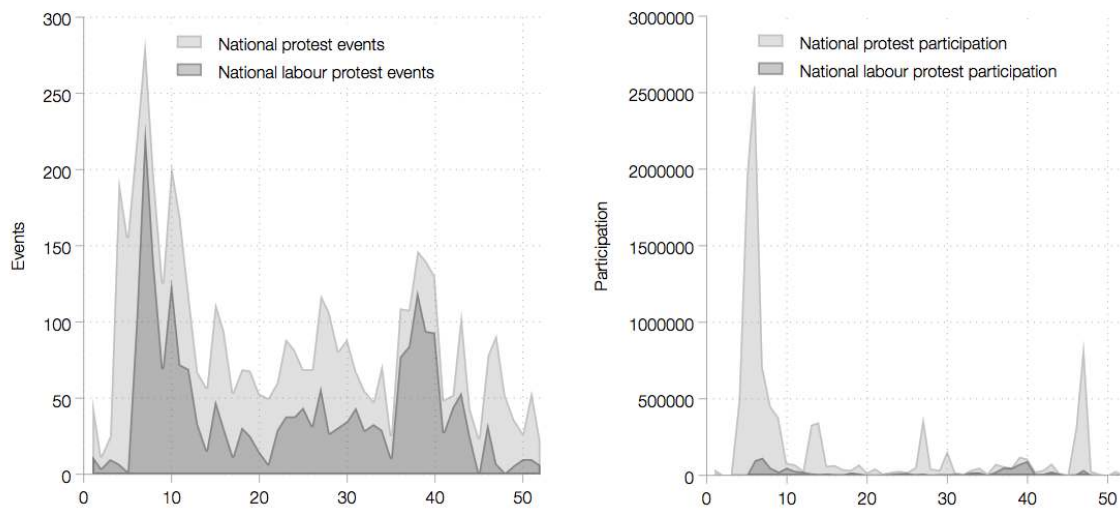 300
250
200
150
100
50
0
Events
National protest events
National labour protest events
0 10 20 30 40 50
3000000
2500000
2000000
1500000
1000000
500000
0
Participation
National protest participation
National labour protest participation
0 10 20 30 40 50